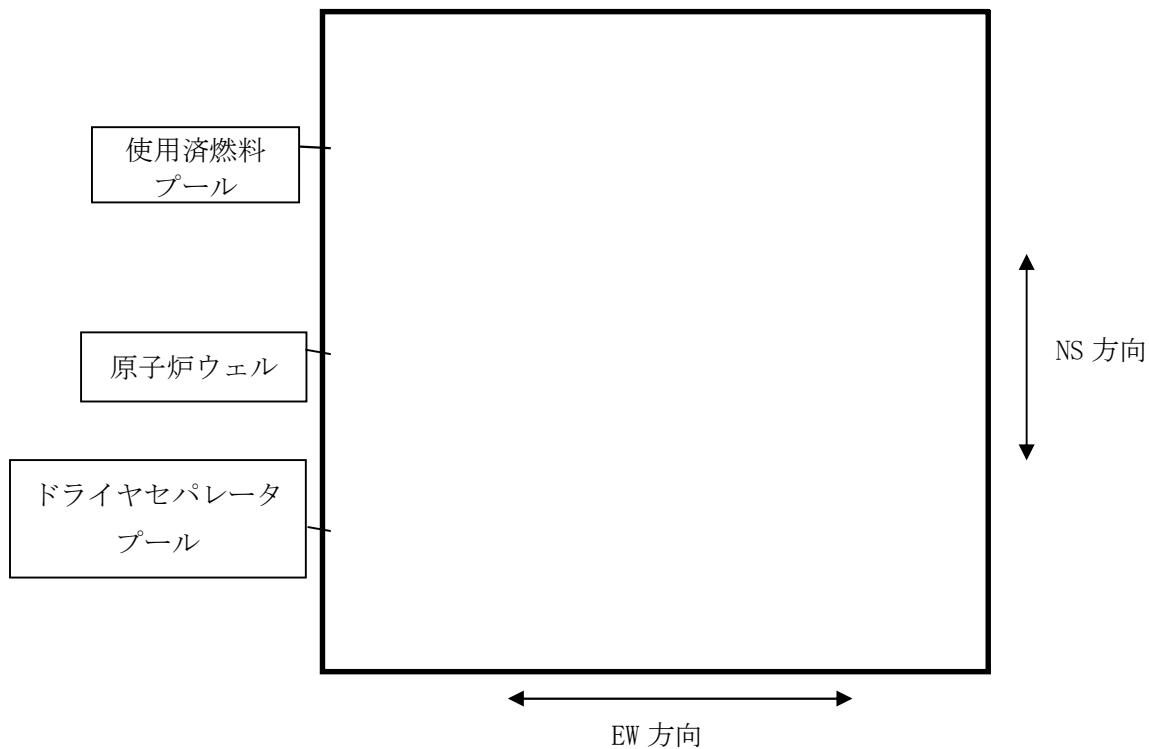 使用済燃料
プール
原子炉ウェル
NS 方向
ドライヤセパレータ
プール
EW 方向